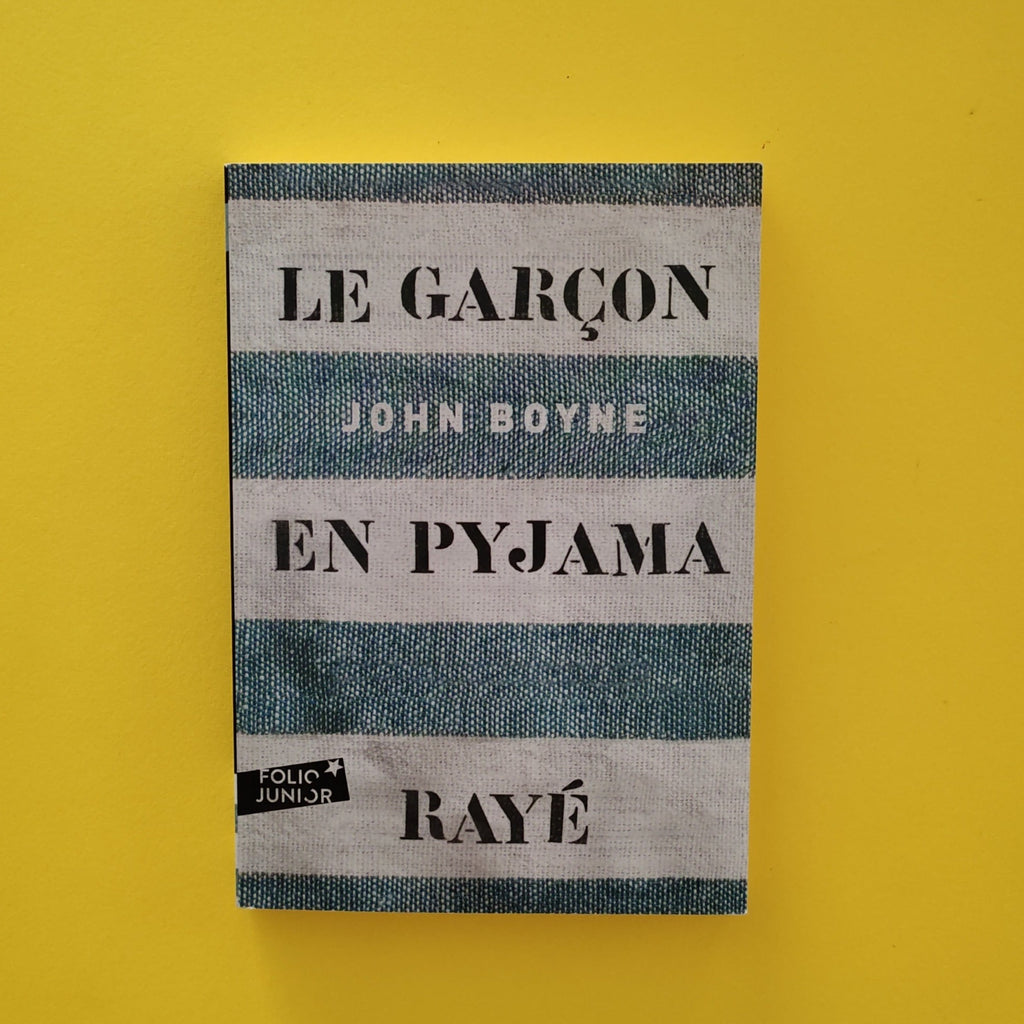 LE GARÇON
JOHN BOYNE
EN PYJAMA
RAYÉ
FOLIO
JUNIOR